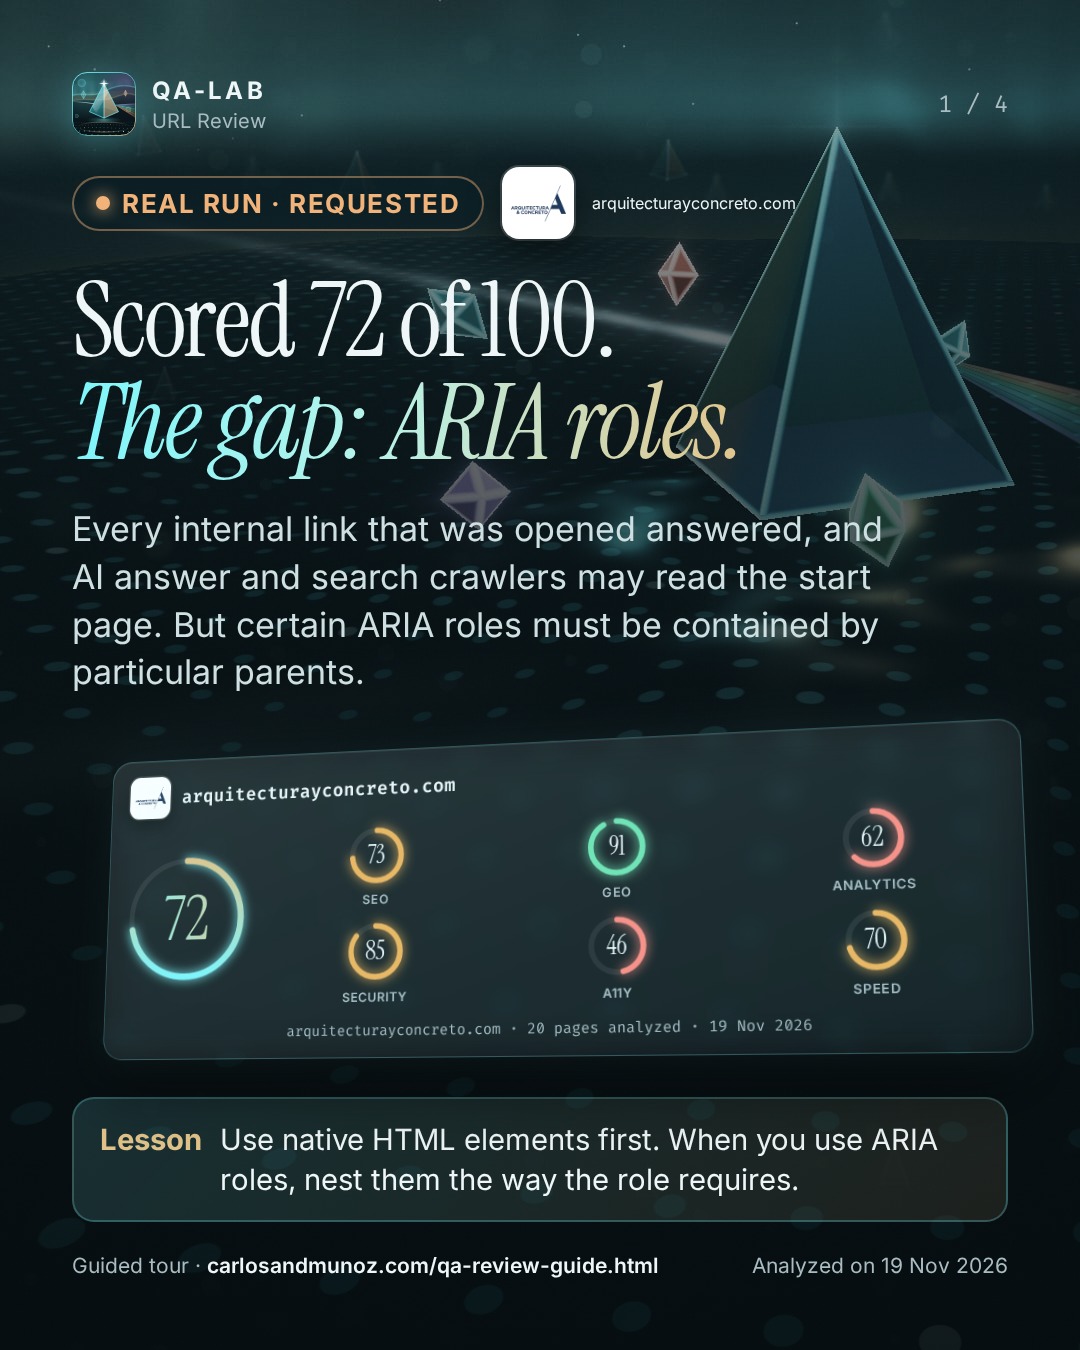 QA-LAB
URL Review
1 / 4
REAL RUN · REQUESTED
ARQUITECTURA
& CONCRETO
arquitecturayconcreto.com
Scored 72 of 100.
The gap: ARIA roles.
Every internal link that was opened answered, and
AI answer and search crawlers may read the start
page. But certain ARIA roles must be contained by
particular parents.
arquitecturayconcreto.com
72
73
SEO
91
GEO
62
ANALYTICS
85
SECURITY
46
A11Y
70
SPEED
arquitecturayconcreto.com · 20 pages analyzed · 19 Nov 2026
Lesson Use native HTML elements first. When you use ARIA
roles, nest them the way the role requires.
Guided tour · carlosandmunoz.com/qa-review-guide.html
Analyzed on 19 Nov 2026